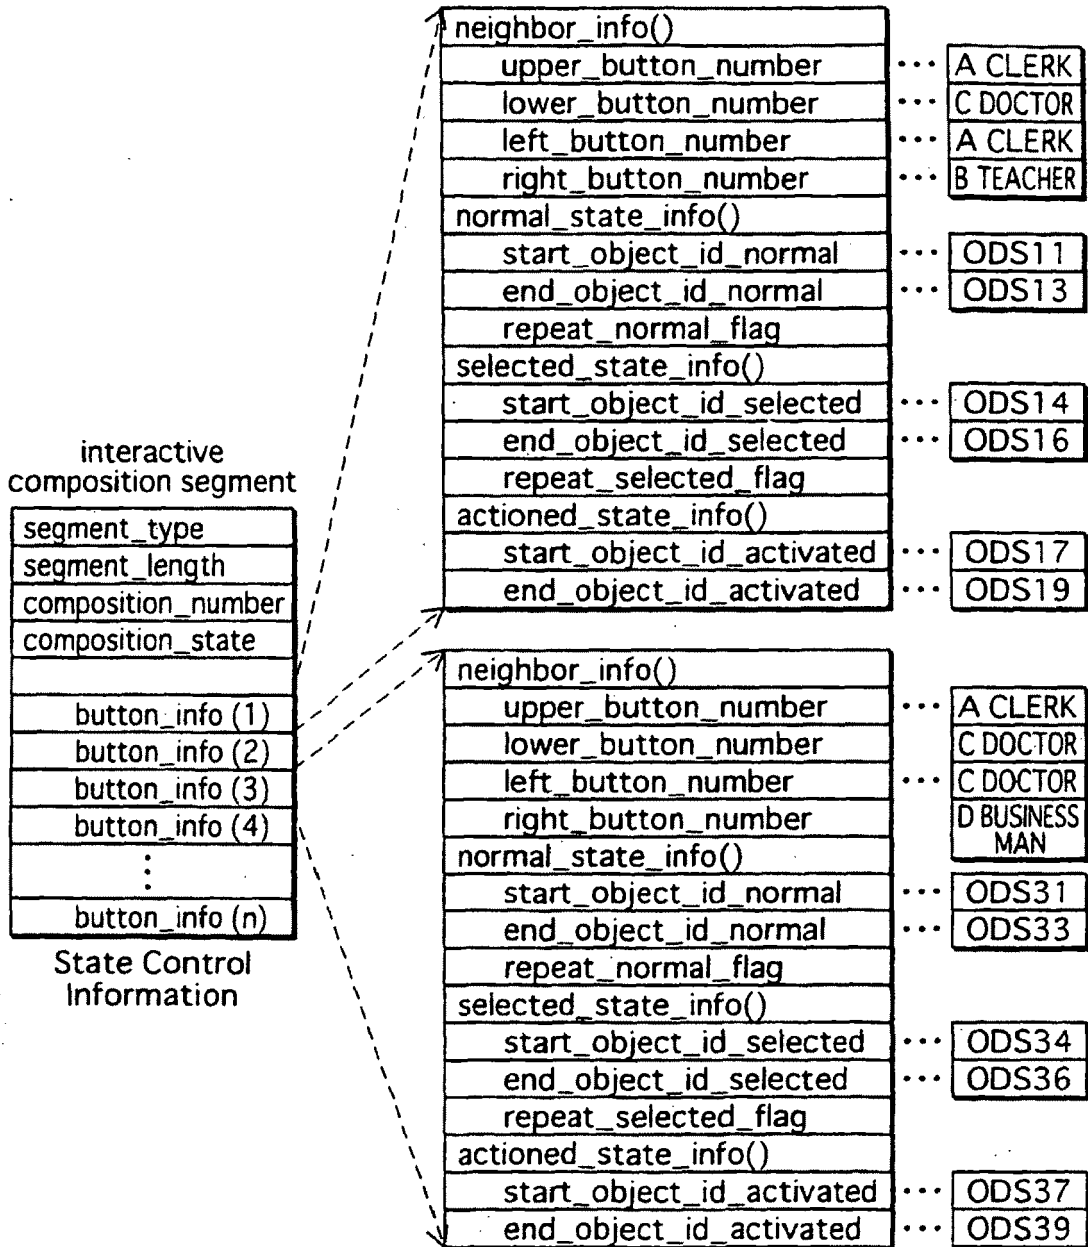 neighbor_info()
upper_button_number ... A CLERK
lower_button_number ... C DOCTOR
left_button_number ... A CLERK
right_button_number ... B TEACHER
normal_state_info()
start_object_id_normal ... ODS11
end_object_id_normal ... ODS13
repeat_normal_flag
selected_state_info()
start_object_id_selected ... ODS14
end_object_id_selected ... ODS16
repeat_selected_flag
actioned_state_info()
start_object_id_activated ... ODS17
end_object_id_activated ... ODS19
interactive
composition segment
segment_type
segment_length
composition_number
composition_state
button_info (1)
button_info (2)
button_info (3)
button_info (4)
button_info (n)
State Control
Information
neighbor_info()
upper_button_number ... A CLERK
lower_button_number C DOCTOR
left_button_number ... C DOCTOR
right_button_number D BUSINESS
MAN
normal_state_info()
start_object_id_normal ... ODS31
end_object_id_normal ... ODS33
repeat_normal_flag
selected_state_info()
start_object_id_selected ... ODS34
end_object_id_selected ... ODS36
repeat_selected_flag
actioned_state_info()
start_object_id_activated ... ODS37
end_object_id_activated ... ODS39